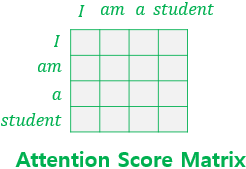 I am a student
I
am
a
student
Attention Score Matrix